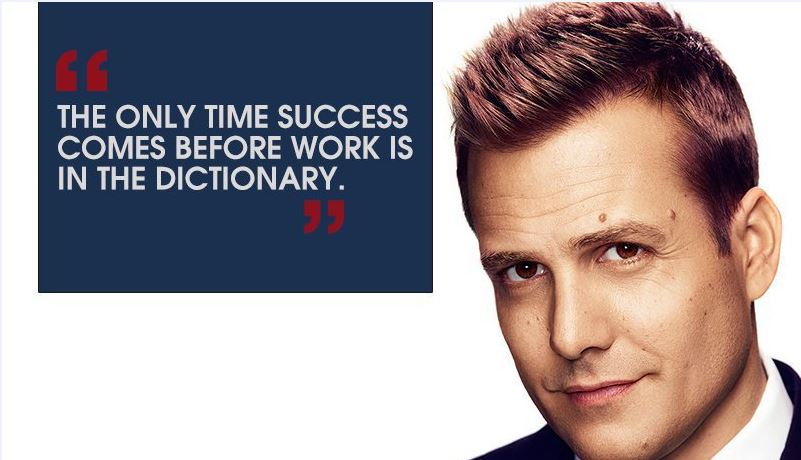 “
THE ONLY TIME SUCCESS
COMES BEFORE WORK IS
IN THE DICTIONARY.
”